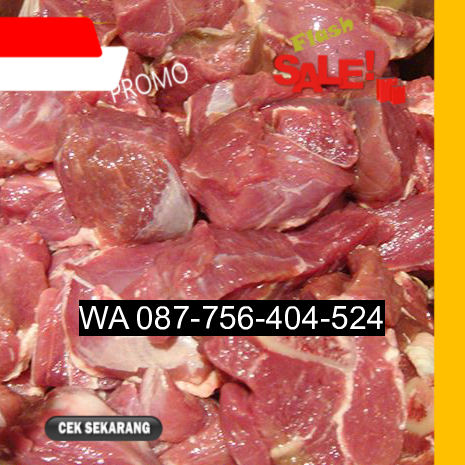 Flash
SALE!
PROMO
WA 087-756-404-524
CEK SEKARANG